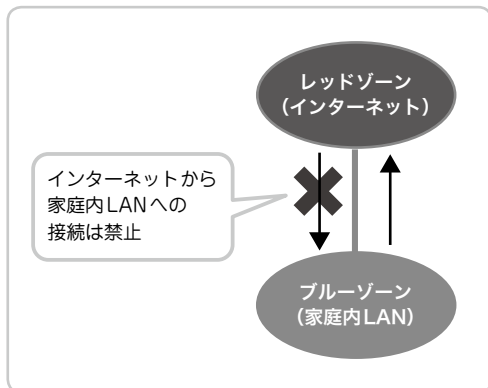 レッドゾーン
（インターネット）
インターネットから
家庭内LANへの
接続は禁止
ブルーゾーン
（家庭内LAN）